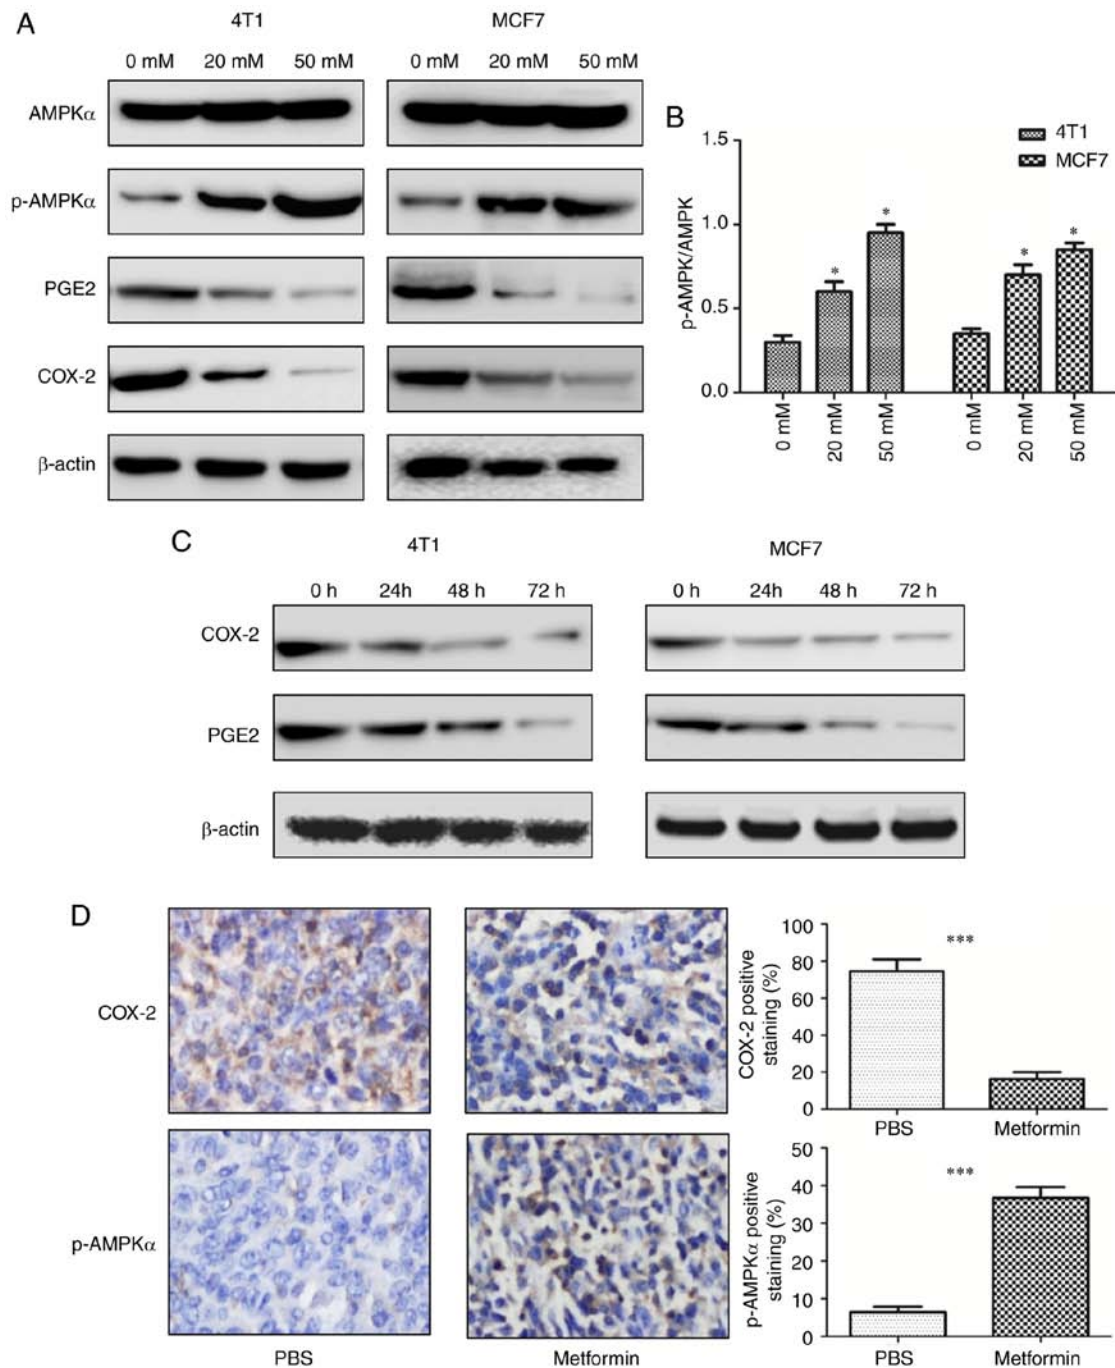 A
4T1
MCF7
0 mM 20 mM 50 mM 0 mM 20 mM 50 mM
AMPKα
p-AMPKα
PGE2
COX-2
β-actin
B
4T1
MCF7
p-AMPK/AMPK
1.5
1.0
0.5
0.0
*
*
*
*
0 mM
20 mM
50 mM
0 mM
20 mM
50 mM
C
4T1
MCF7
0 h 24h 48 h 72 h 0 h 24h 48 h 72 h
COX-2
PGE2
β-actin
D
COX-2
p-AMPKα
PBS
Metformin
COX-2 positive
staining (%)
100
80
60
40
20
0
***
PBS Metformin
p-AMPKα positive
staining (%)
50
40
30
20
10
0
***
PBS Metformin